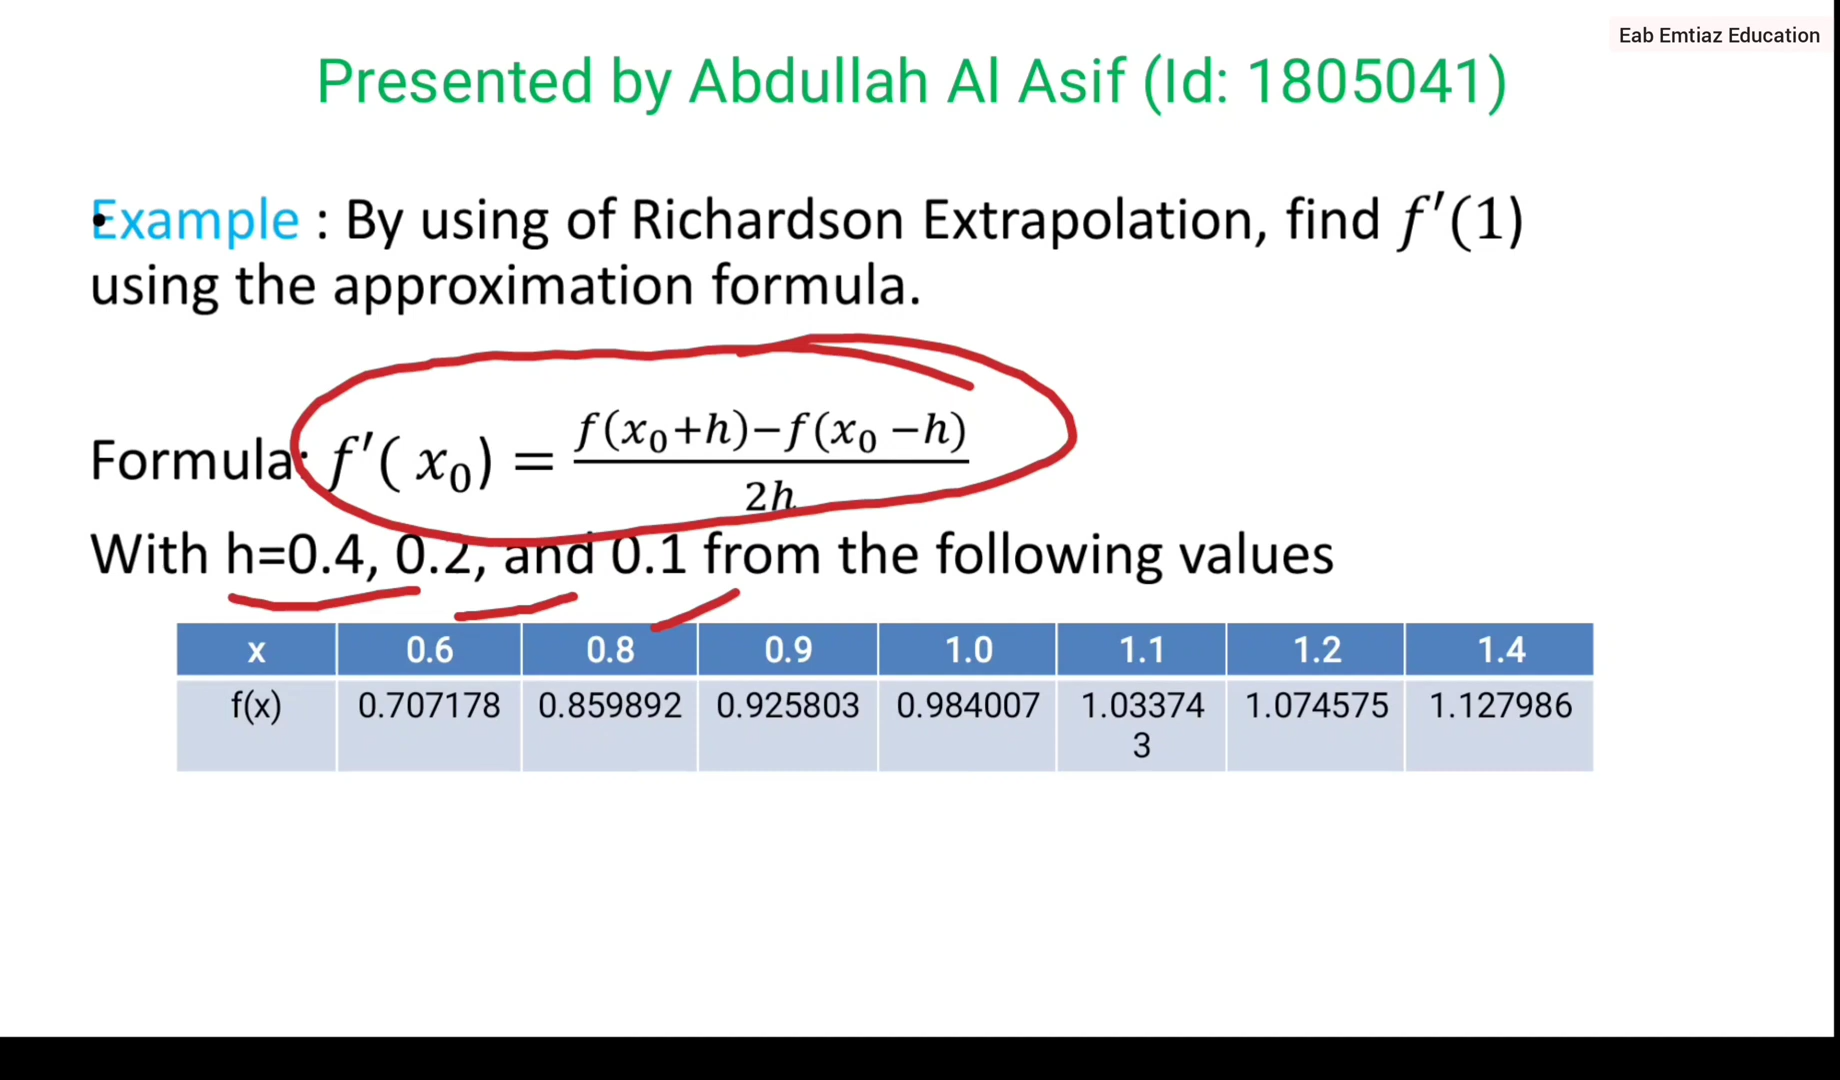 Eab Emtiaz Education
Presented by Abdullah Al Asif (Id: 1805041)
Example : By using of Richardson Extrapolation, find f′(1)
using the approximation formula.
Formula: f′( x₀) = f(x₀+h)−f(x₀ −h) / 2h
With h=0.4, 0.2, and 0.1 from the following values
x 0.6 0.8 0.9 1.0 1.1 1.2 1.4
f(x) 0.707178 0.859892 0.925803 0.984007 1.03374 1.074575 1.127986
3